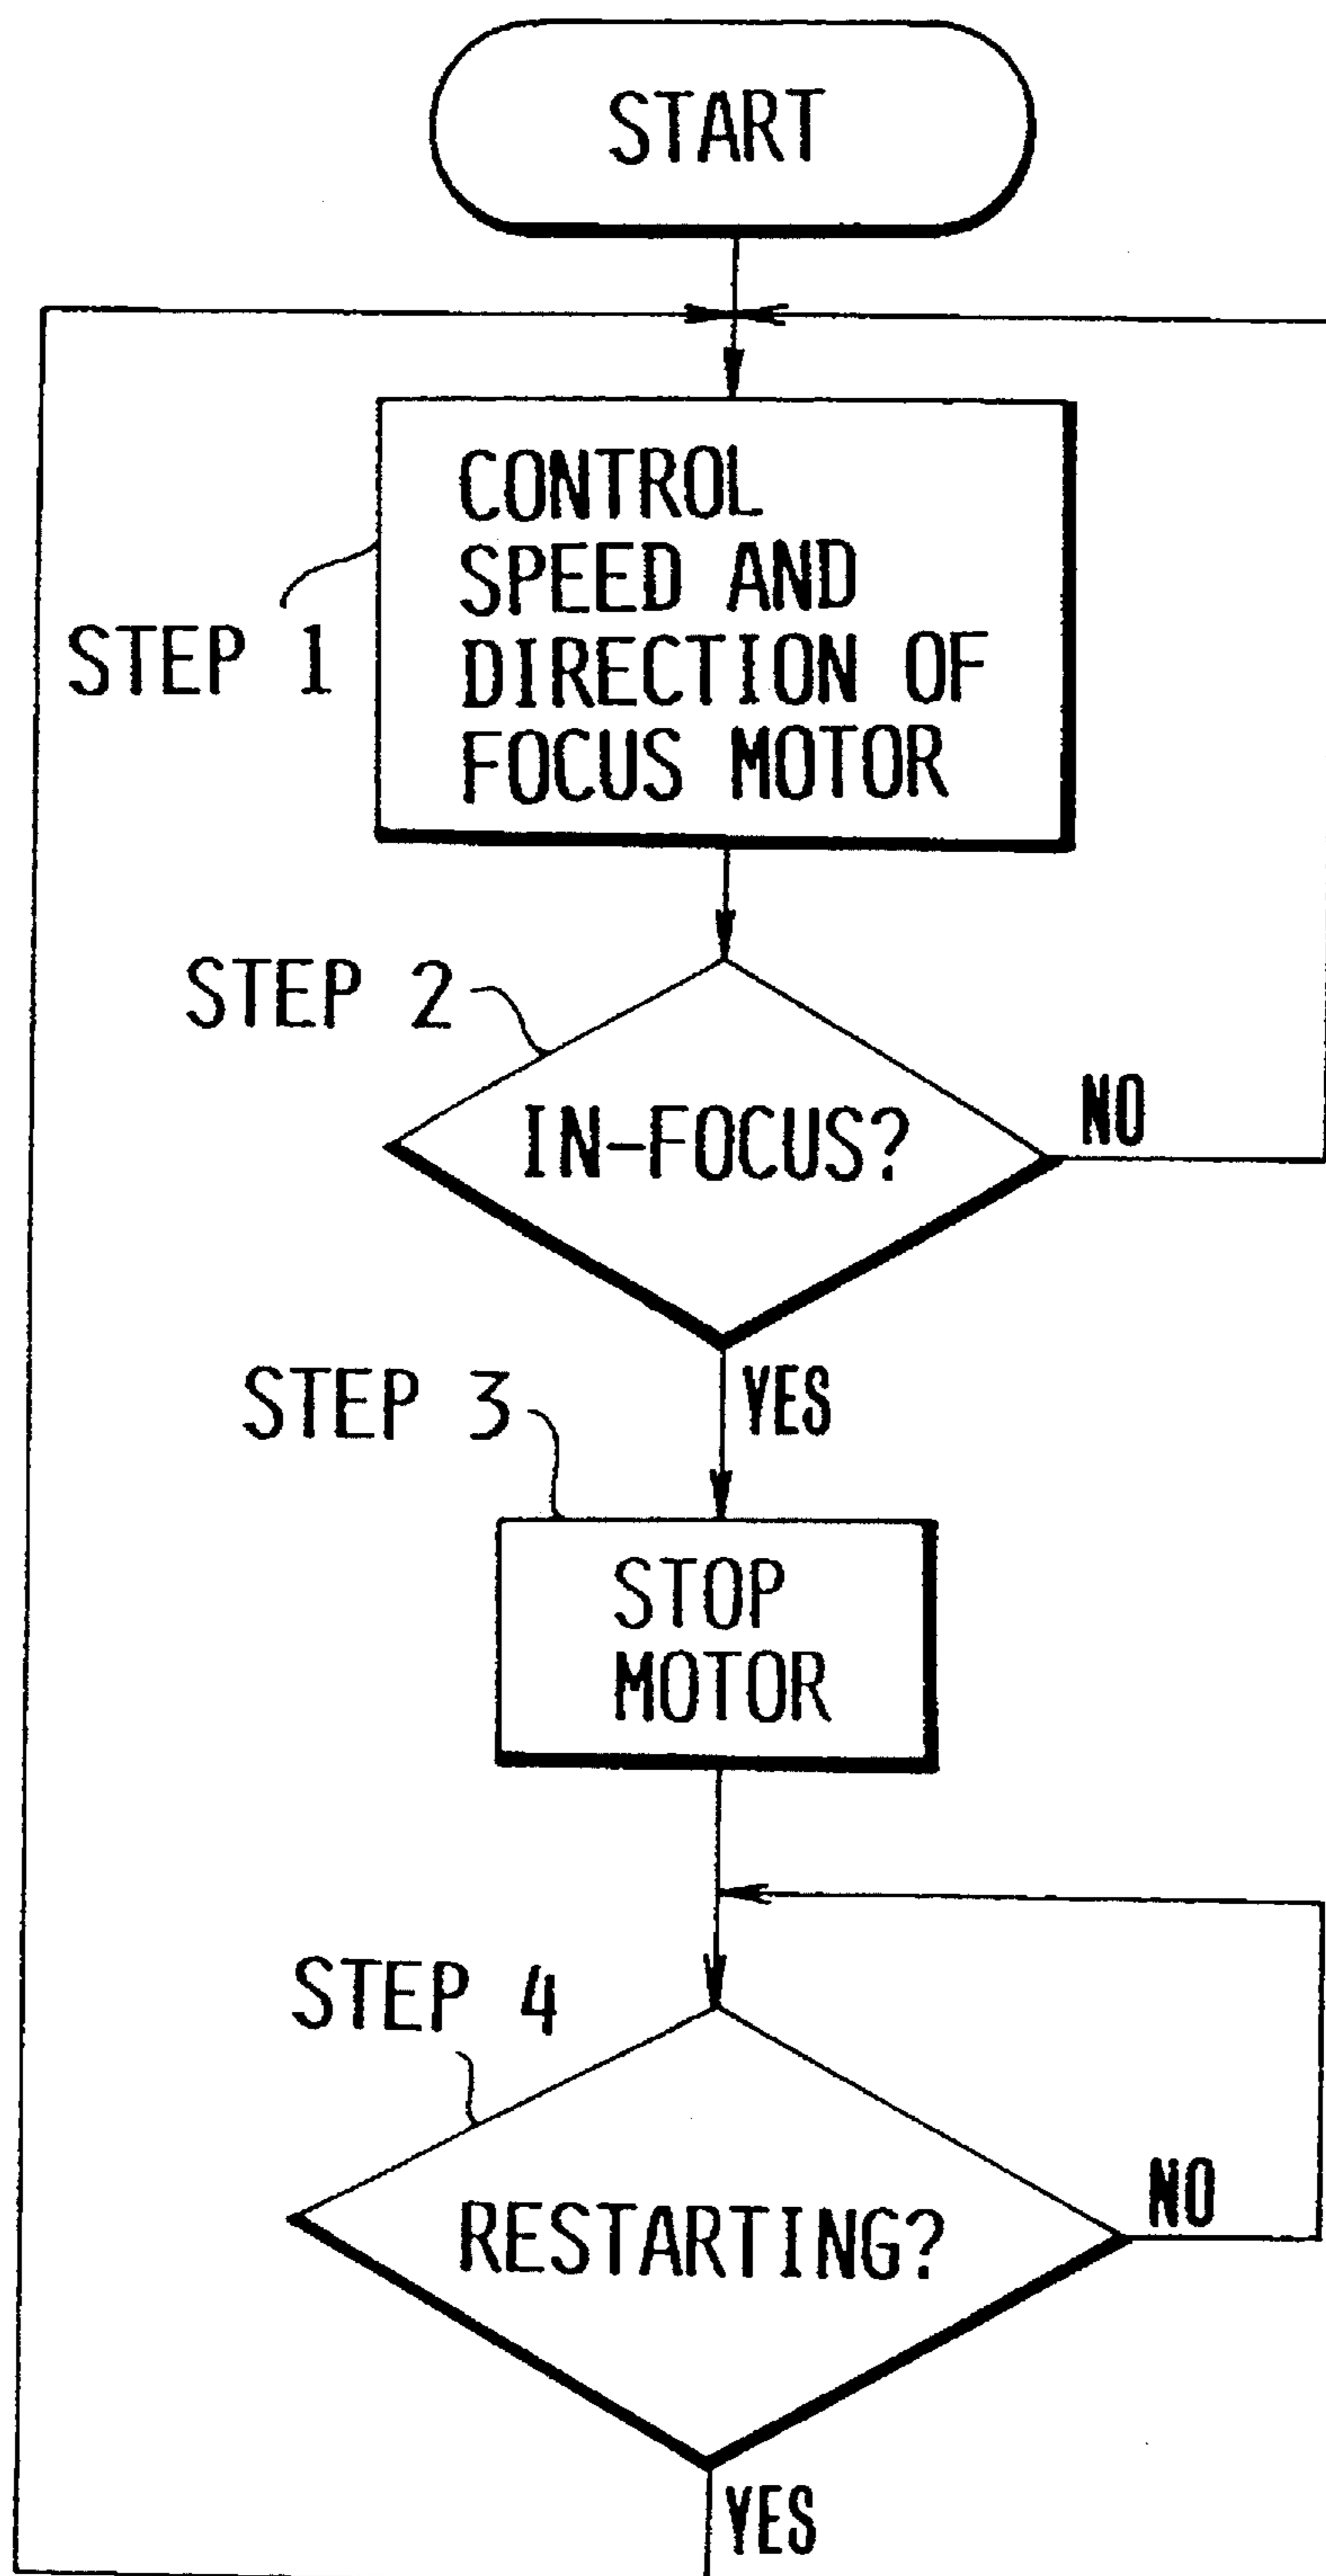 START
CONTROL
SPEED AND
DIRECTION OF
FOCUS MOTOR
STEP 1
STEP 2
IN-FOCUS?
NO
YES
STEP 3
STOP
MOTOR
STEP 4
RESTARTING?
NO
YES